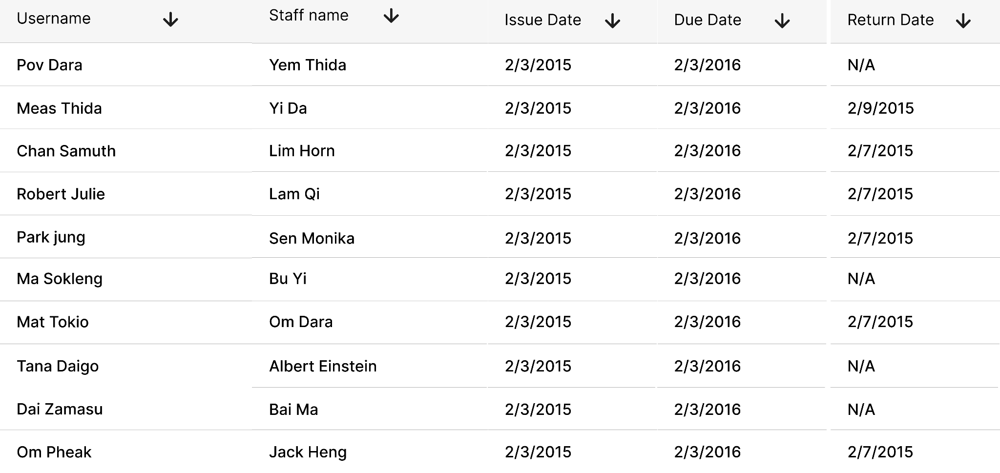 Username Staff name Issue Date Due Date Return Date
Pov Dara Yem Thida 2/3/2015 2/3/2016 N/A
Meas Thida Yi Da 2/3/2015 2/3/2016 2/9/2015
Chan Samuth Lim Horn 2/3/2015 2/3/2016 2/7/2015
Robert Julie Lam Qi 2/3/2015 2/3/2016 2/7/2015
Park jung Sen Monika 2/3/2015 2/3/2016 2/7/2015
Ma Sokleng Bu Yi 2/3/2015 2/3/2016 N/A
Mat Tokio Om Dara 2/3/2015 2/3/2016 2/7/2015
Tana Daigo Albert Einstein 2/3/2015 2/3/2016 N/A
Dai Zamasu Bai Ma 2/3/2015 2/3/2016 N/A
Om Pheak Jack Heng 2/3/2015 2/3/2016 2/7/2015